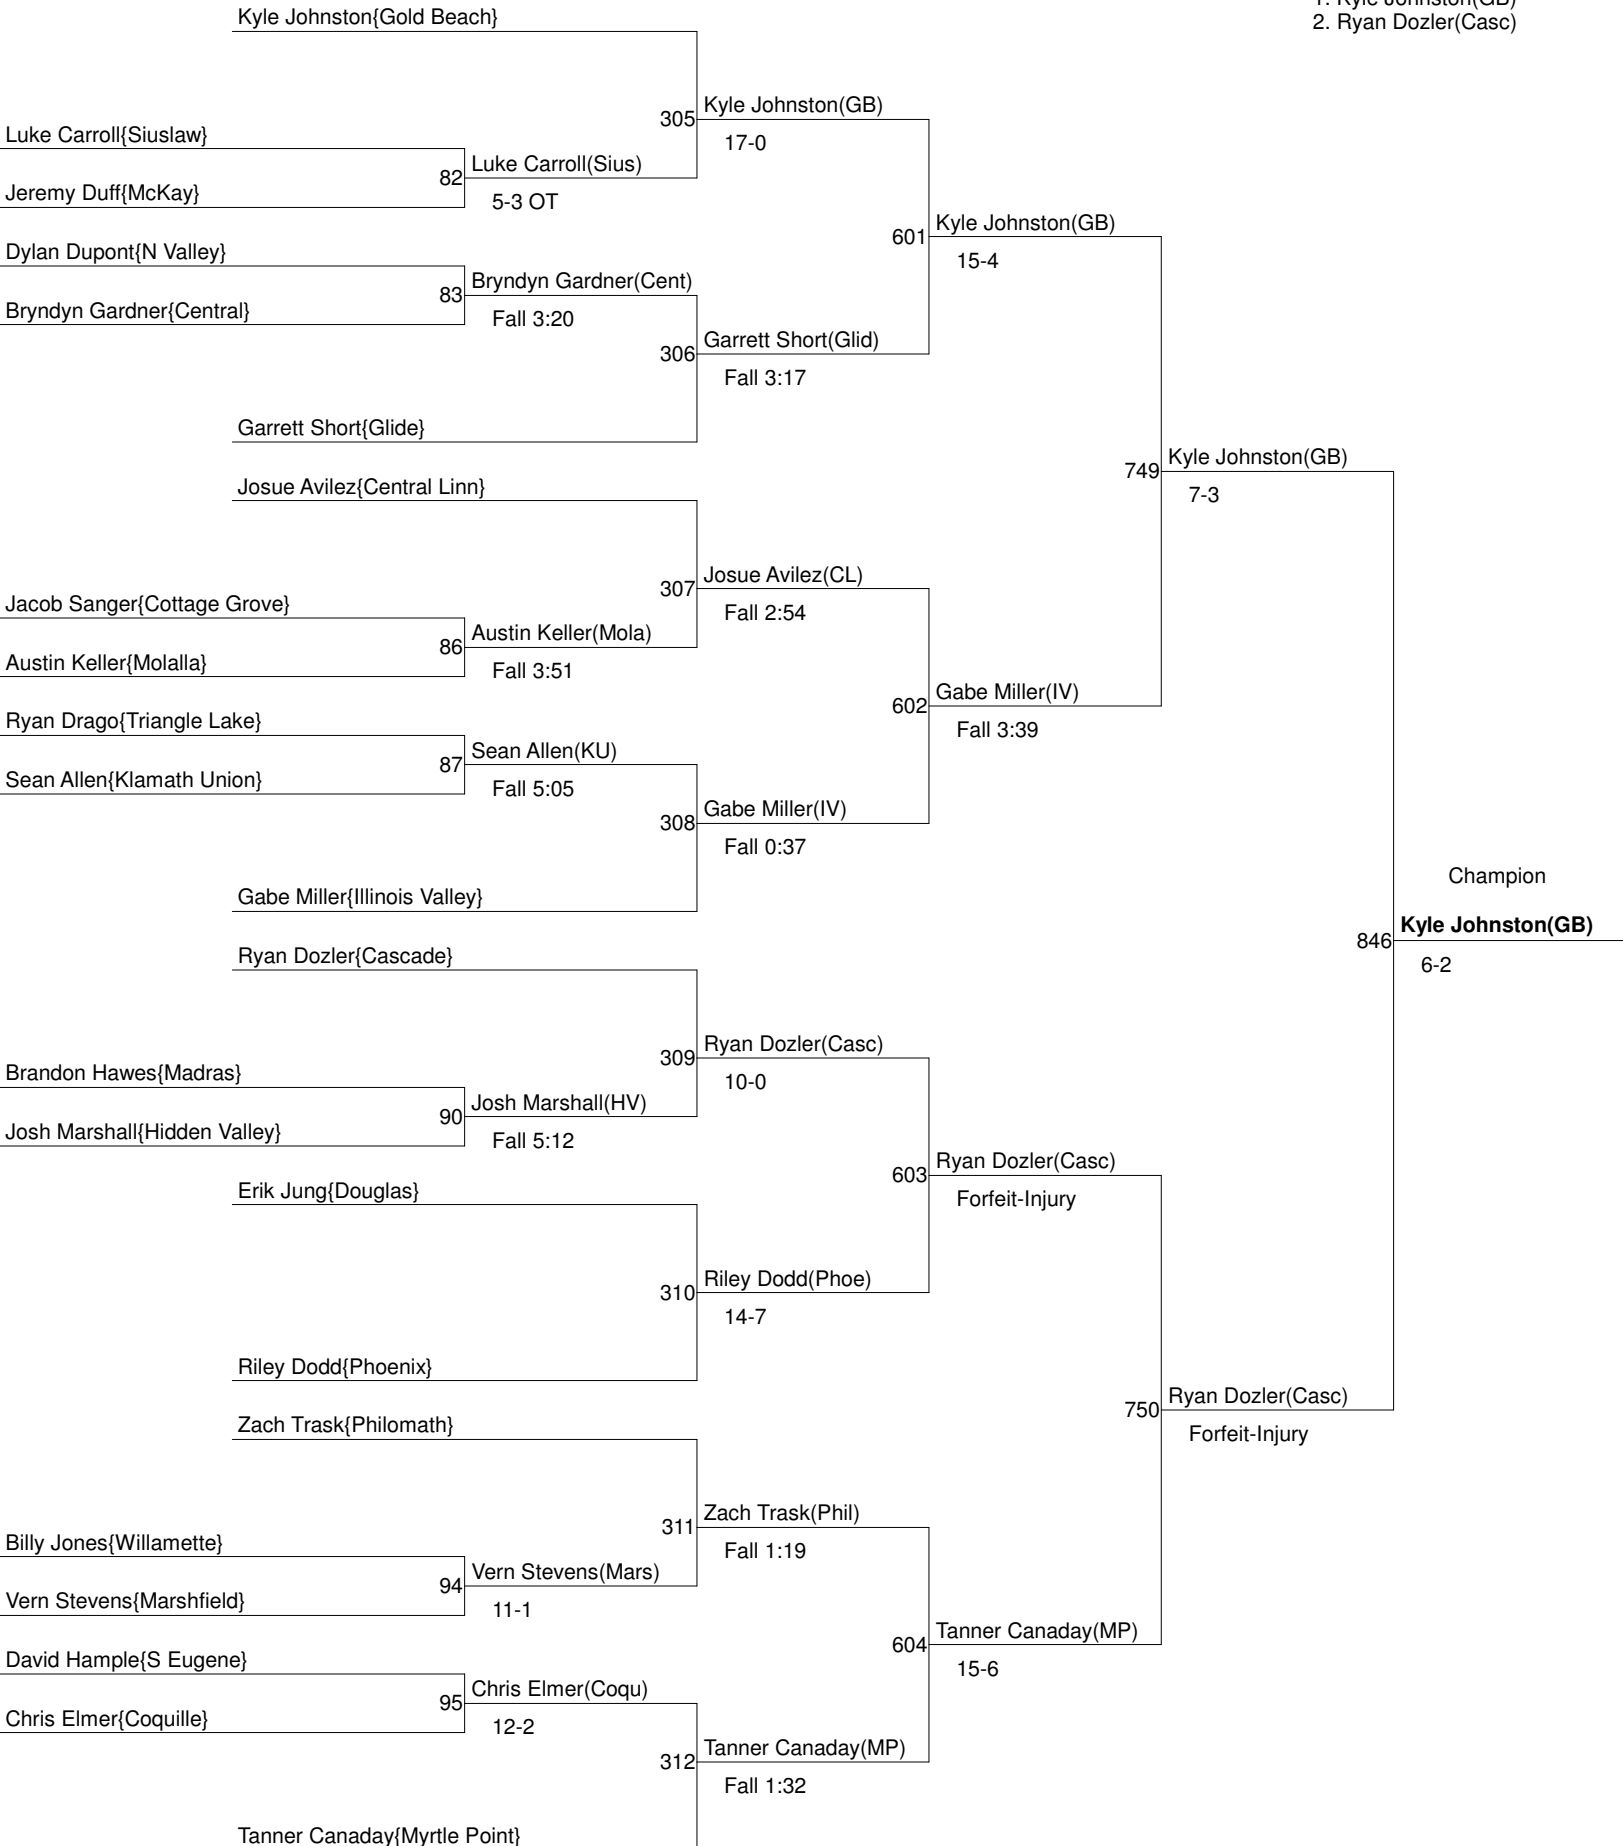 Kyle Johnston{Gold Beach}
1. Kyle Johnston(GB)
2. Ryan Dozler(Casc)
305 Kyle Johnston(GB)
17-0
Luke Carroll{Siuslaw}
82 Luke Carroll(Sius)
5-3 OT
Jeremy Duff{McKay}
601 Kyle Johnston(GB)
15-4
Dylan Dupont{N Valley}
83 Bryndyn Gardner(Cent)
Fall 3:20
Bryndyn Gardner{Central}
306 Garrett Short(Glid)
Fall 3:17
Garrett Short{Glide}
749 Kyle Johnston(GB)
7-3
Josue Avilez{Central Linn}
307 Josue Avilez(CL)
Fall 2:54
Jacob Sanger{Cottage Grove}
86 Austin Keller(Mola)
Fall 3:51
Austin Keller{Molalla}
602 Gabe Miller(IV)
Fall 3:39
Ryan Drago{Triangle Lake}
87 Sean Allen(KU)
Fall 5:05
Sean Allen{Klamath Union}
308 Gabe Miller(IV)
Fall 0:37
Gabe Miller{Illinois Valley}
Champion
846 Kyle Johnston(GB)
6-2
Ryan Dozler{Cascade}
309 Ryan Dozler(Casc)
10-0
Brandon Hawes{Madras}
90 Josh Marshall(HV)
Fall 5:12
Josh Marshall{Hidden Valley}
603 Ryan Dozler(Casc)
Forfeit-Injury
Erik Jung{Douglas}
310 Riley Dodd(Phoe)
14-7
Riley Dodd{Phoenix}
750 Ryan Dozler(Casc)
Forfeit-Injury
Zach Trask{Philomath}
311 Zach Trask(Phil)
Fall 1:19
Billy Jones{Willamette}
94 Vern Stevens(Mars)
11-1
Vern Stevens{Marshfield}
604 Tanner Canaday(MP)
15-6
David Hample{S Eugene}
95 Chris Elmer(Coqu)
12-2
Chris Elmer{Coquille}
312 Tanner Canaday(MP)
Fall 1:32
Tanner Canaday{Myrtle Point}